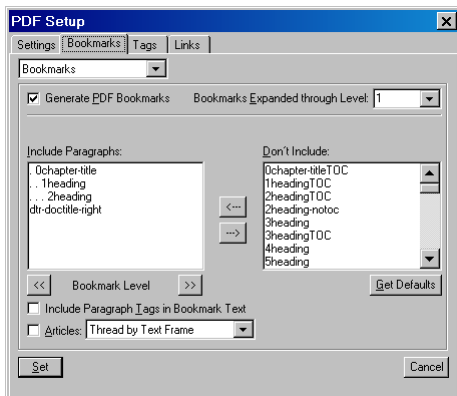 PDF Setup
Settings Bookmarks Tags Links
Bookmarks
Generate PDF Bookmarks Bookmarks Expanded through Level: 1
Include Paragraphs: Don't Include:
. 0chapter-title
. . 1heading
. . . 2heading
dtr-doctitle-right
0chapter-titleTOC
1headingTOC
2headingTOC
2heading-notoc
3heading
3headingTOC
4heading
5heading
<---
--->
<< Bookmark Level >> Get Defaults
Include Paragraph Tags in Bookmark Text
Articles: Thread by Text Frame
Set Cancel